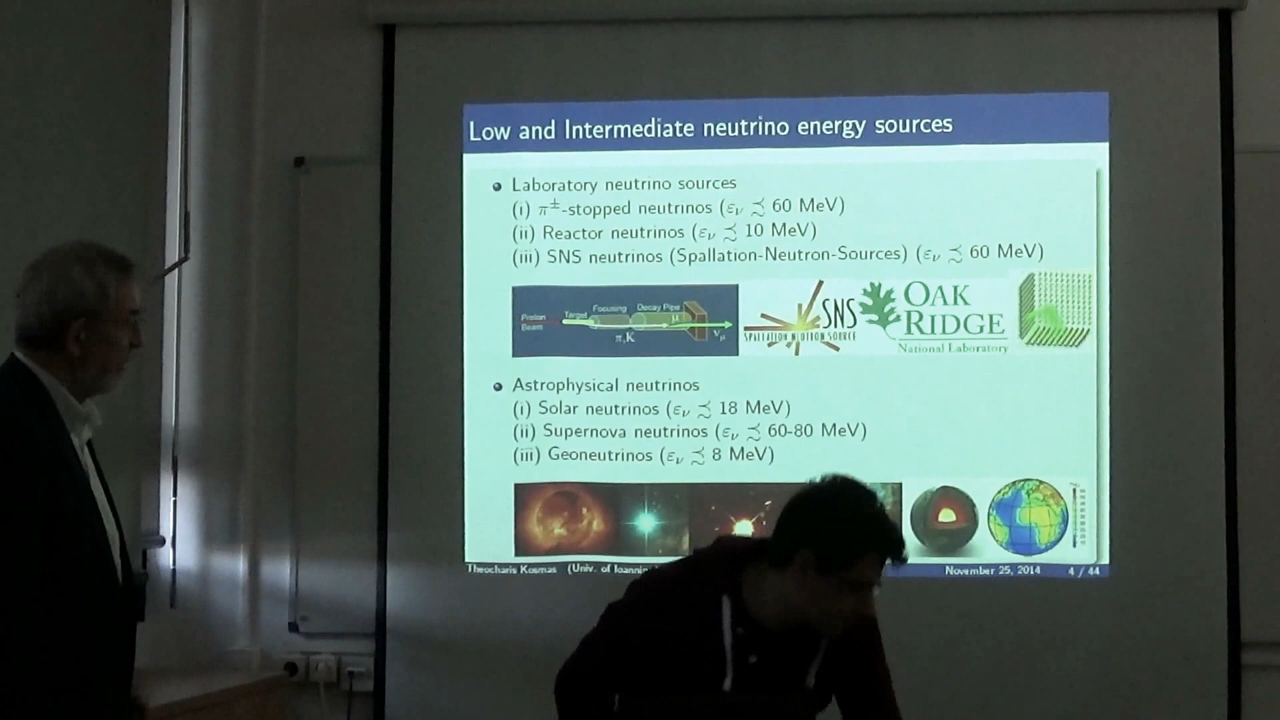 Low and Intermediate neutrino energy sources
Laboratory neutrino sources
(i) π±-stopped neutrinos (εν ≾ 60 MeV)
(ii) Reactor neutrinos (εν ≾ 10 MeV)
(iii) SNS neutrinos (Spallation-Neutron-Sources) (εν ≾ 60 MeV)
Proton Beam
Target
Focusing
Decay Pipe
μ
π,K
νμ
SNS
SPALLATION NEUTRON SOURCE
OAK
RIDGE
National Laboratory
Astrophysical neutrinos
(i) Solar neutrinos (εν ≾ 18 MeV)
(ii) Supernova neutrinos (εν ≾ 60-80 MeV)
(iii) Geoneutrinos (εν ≾ 8 MeV)
Theocharis Kosmas (Univ. of
November 25, 2014 4 / 44